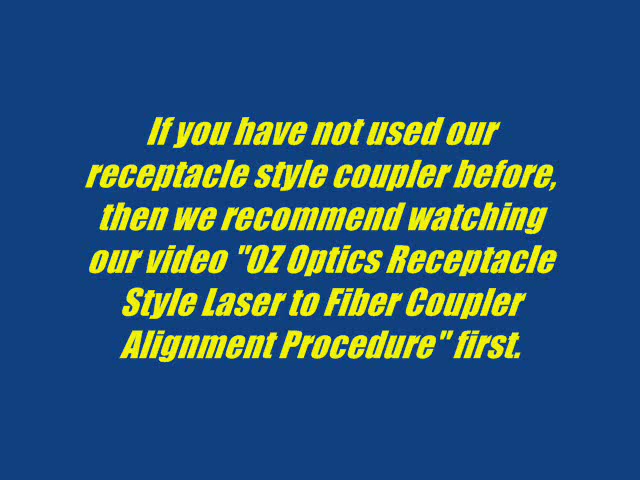 If you have not used our
receptacle style coupler before,
then we recommend watching
our video "OZ Optics Receptacle
Style Laser to Fiber Coupler
Alignment Procedure" first.